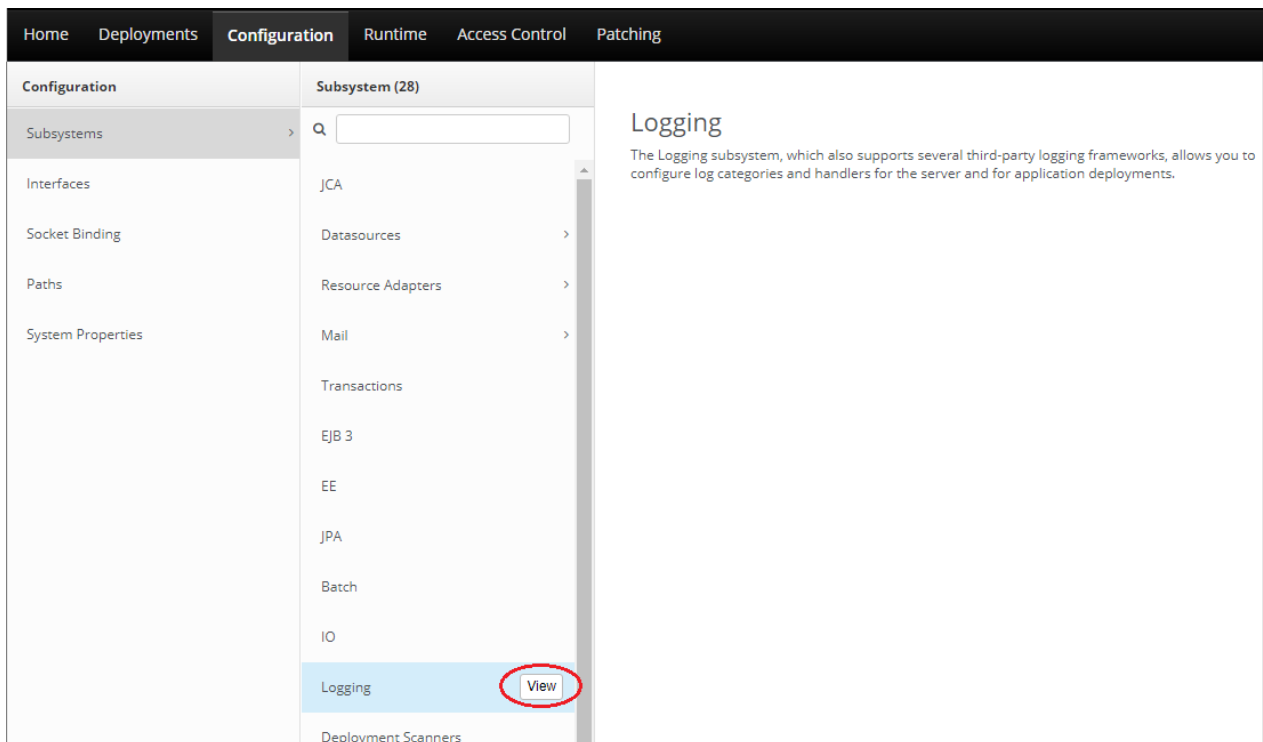 Home Deployments Configuration Runtime Access Control Patching
Configuration
Subsystems
Interfaces
Socket Binding
Paths
System Properties
Subsystem (28)
JCA
Datasources
Resource Adapters
Mail
Transactions
EJB 3
EE
JPA
Batch
IO
Logging View
Deployment Scanners
Logging
The Logging subsystem, which also supports several third-party logging frameworks, allows you to
configure log categories and handlers for the server and for application deployments.